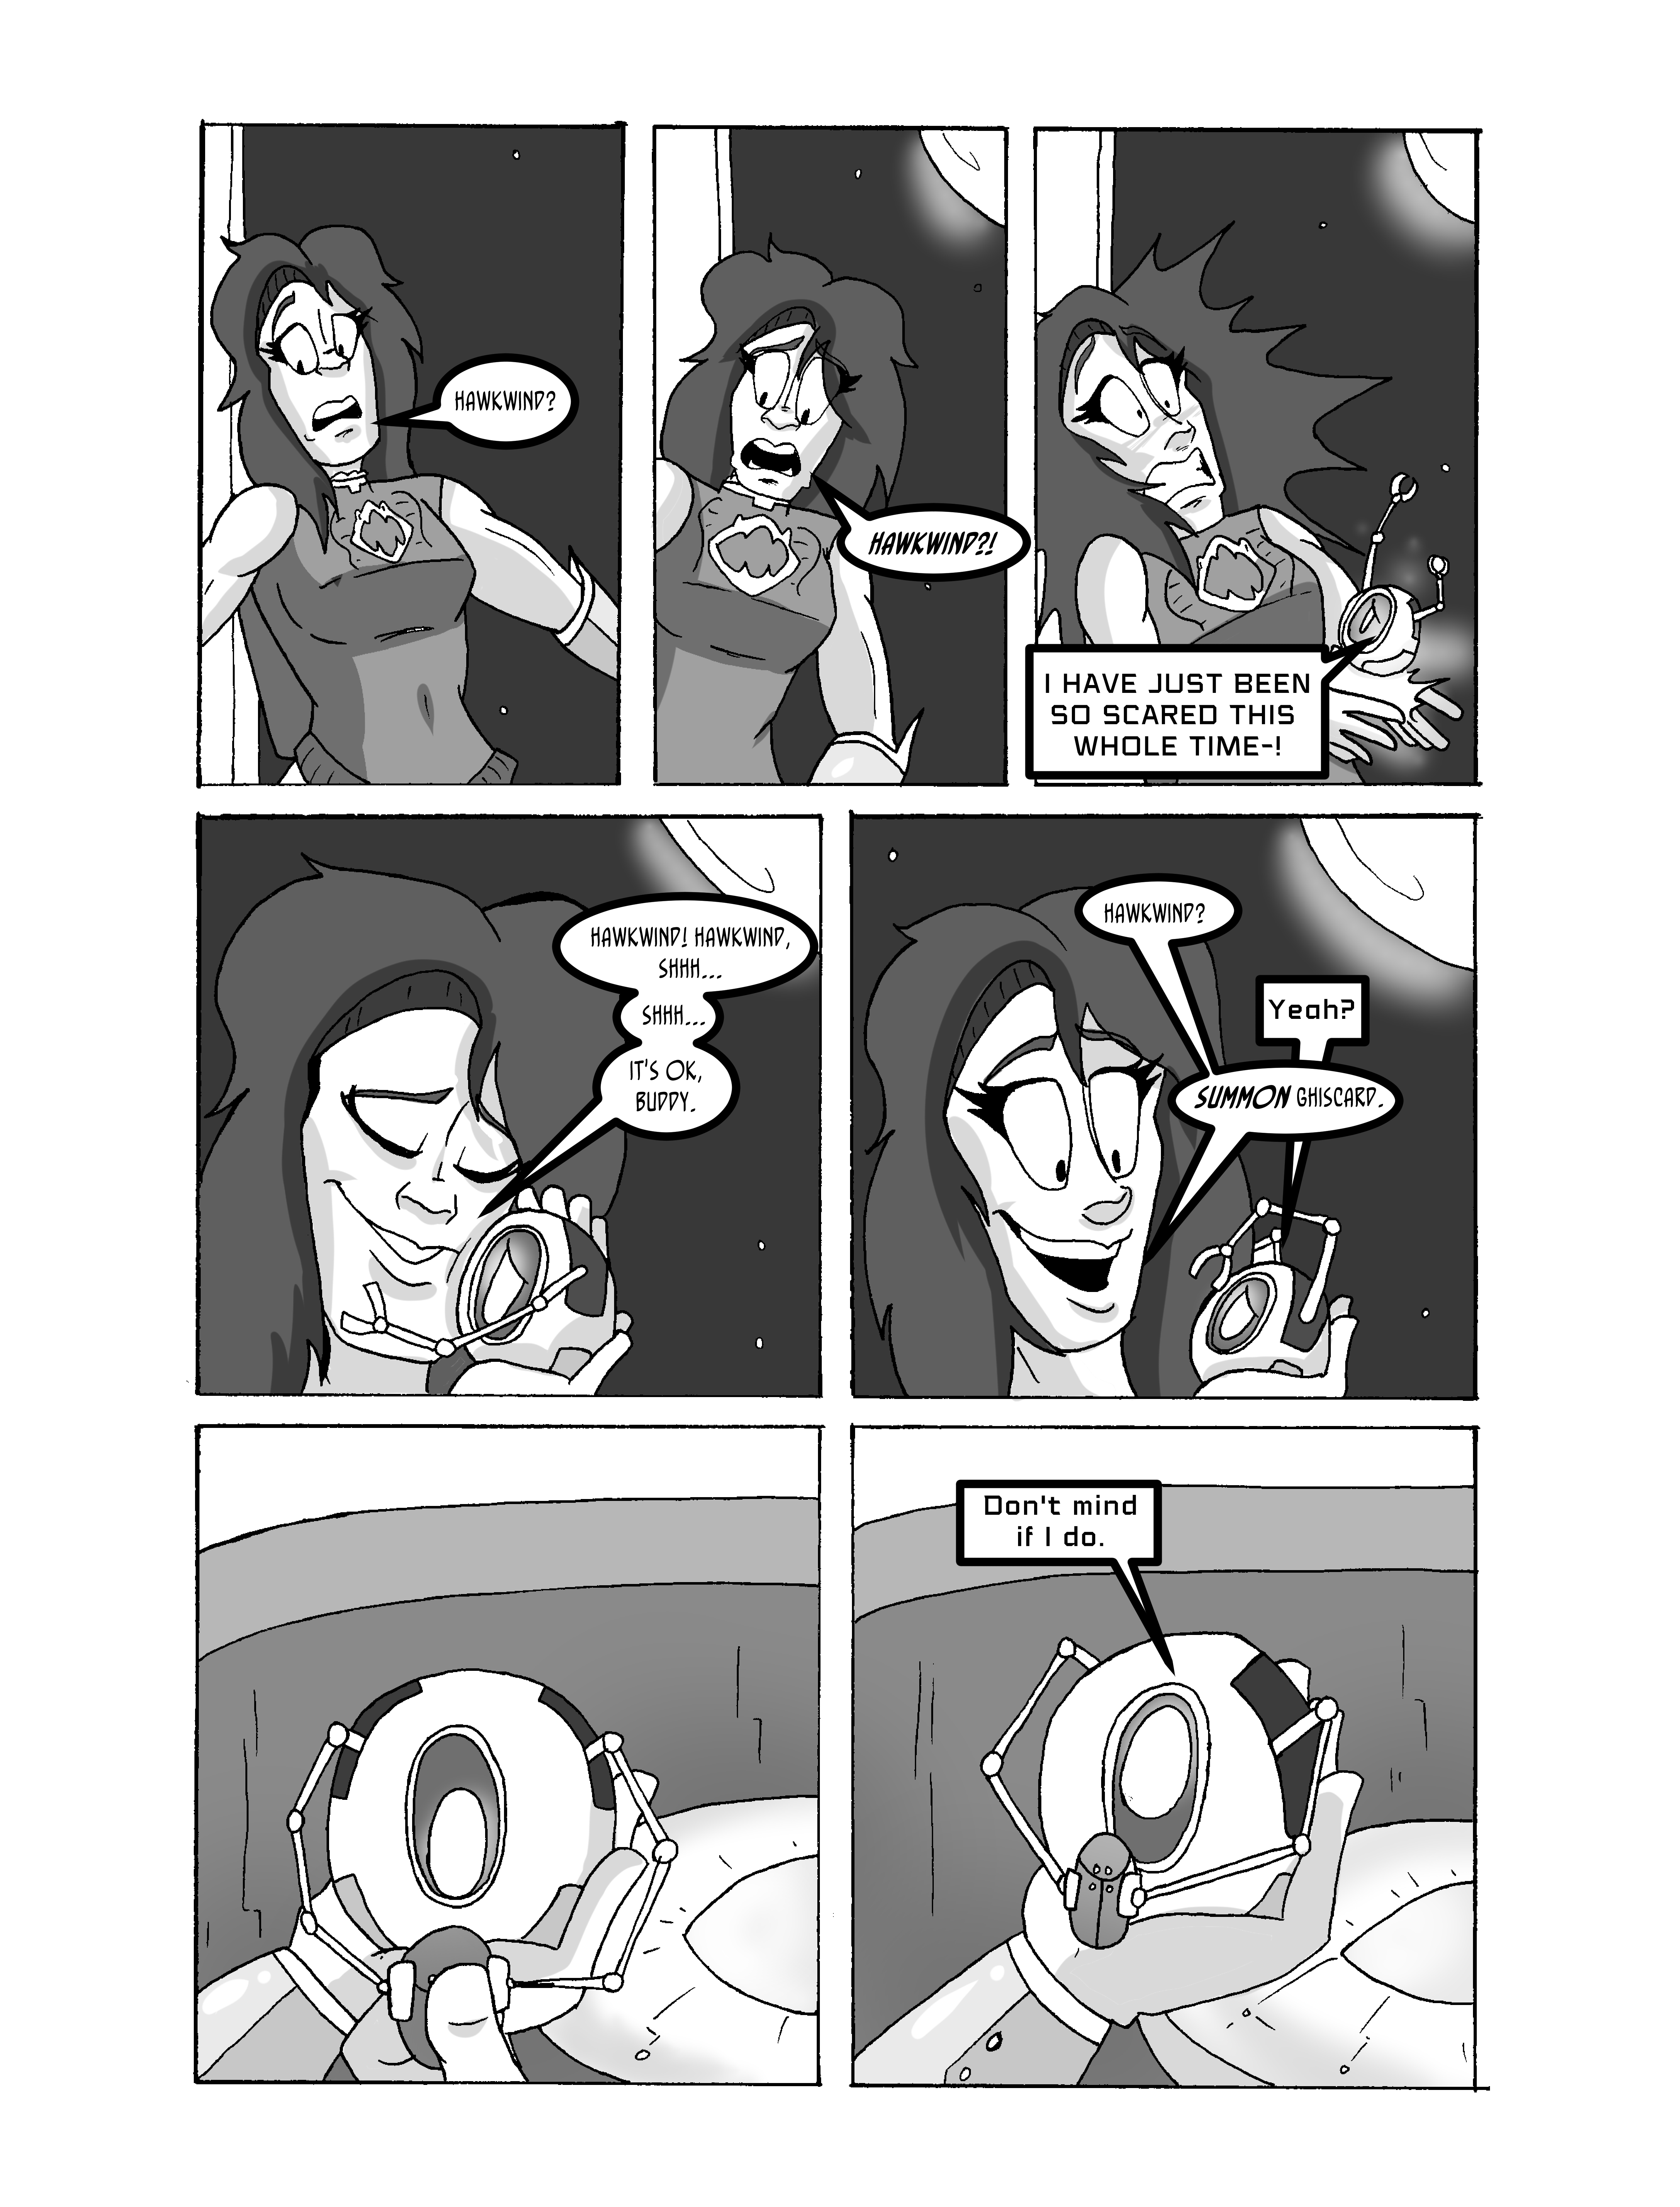 HAWKWIND?
HAWKWIND?!
I HAVE JUST BEEN
SO SCARED THIS
WHOLE TIME-!
HAWKWIND! HAWKWIND,
SHHH...
SHHH...
IT'S OK,
BUDDY.
HAWKWIND?
Yeah?
SUMMON GHISCARD.
Don't mind
if I do.